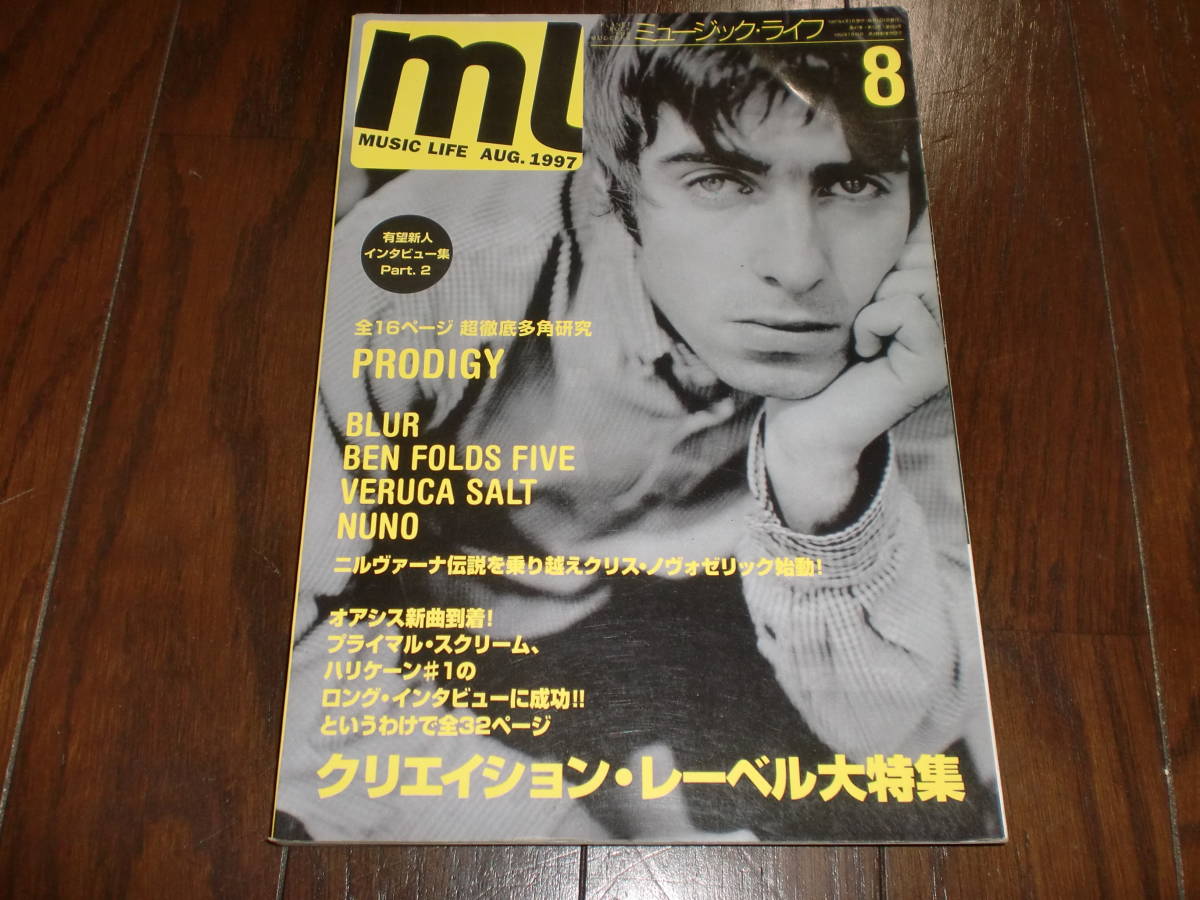 ミュージック・ライフ
ml
8
MUSIC LIFE AUG. 1997
有望新人
インタビュー集
Part. 2
全16ページ 超徹底多角研究
PRODIGY
BLUR
BEN FOLDS FIVE
VERUCA SALT
NUNO
ニルヴァーナ伝説を乗り越えクリス・ノヴォゼリック始動!
オアシス新曲到着!
プライマル・スクリーム、
ハリケーン#1の
ロング・インタビューに成功!!
というわけで全32ページ
クリエイション・レーベル大特集